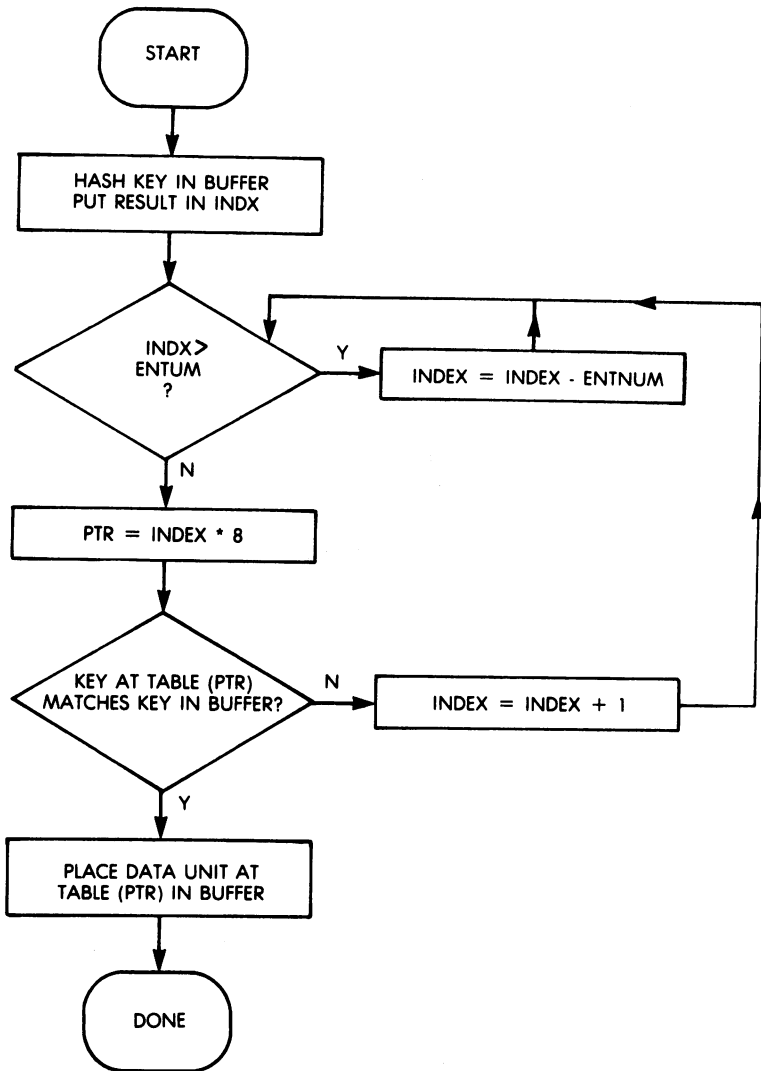 START
HASH KEY IN BUFFER
PUT RESULT IN INDX
INDX>
ENTUM
?
Y
INDEX = INDEX - ENTNUM
N
PTR = INDEX * 8
KEY AT TABLE (PTR)
MATCHES KEY IN BUFFER?
N
INDEX = INDEX + 1
Y
PLACE DATA UNIT AT
TABLE (PTR) IN BUFFER
DONE